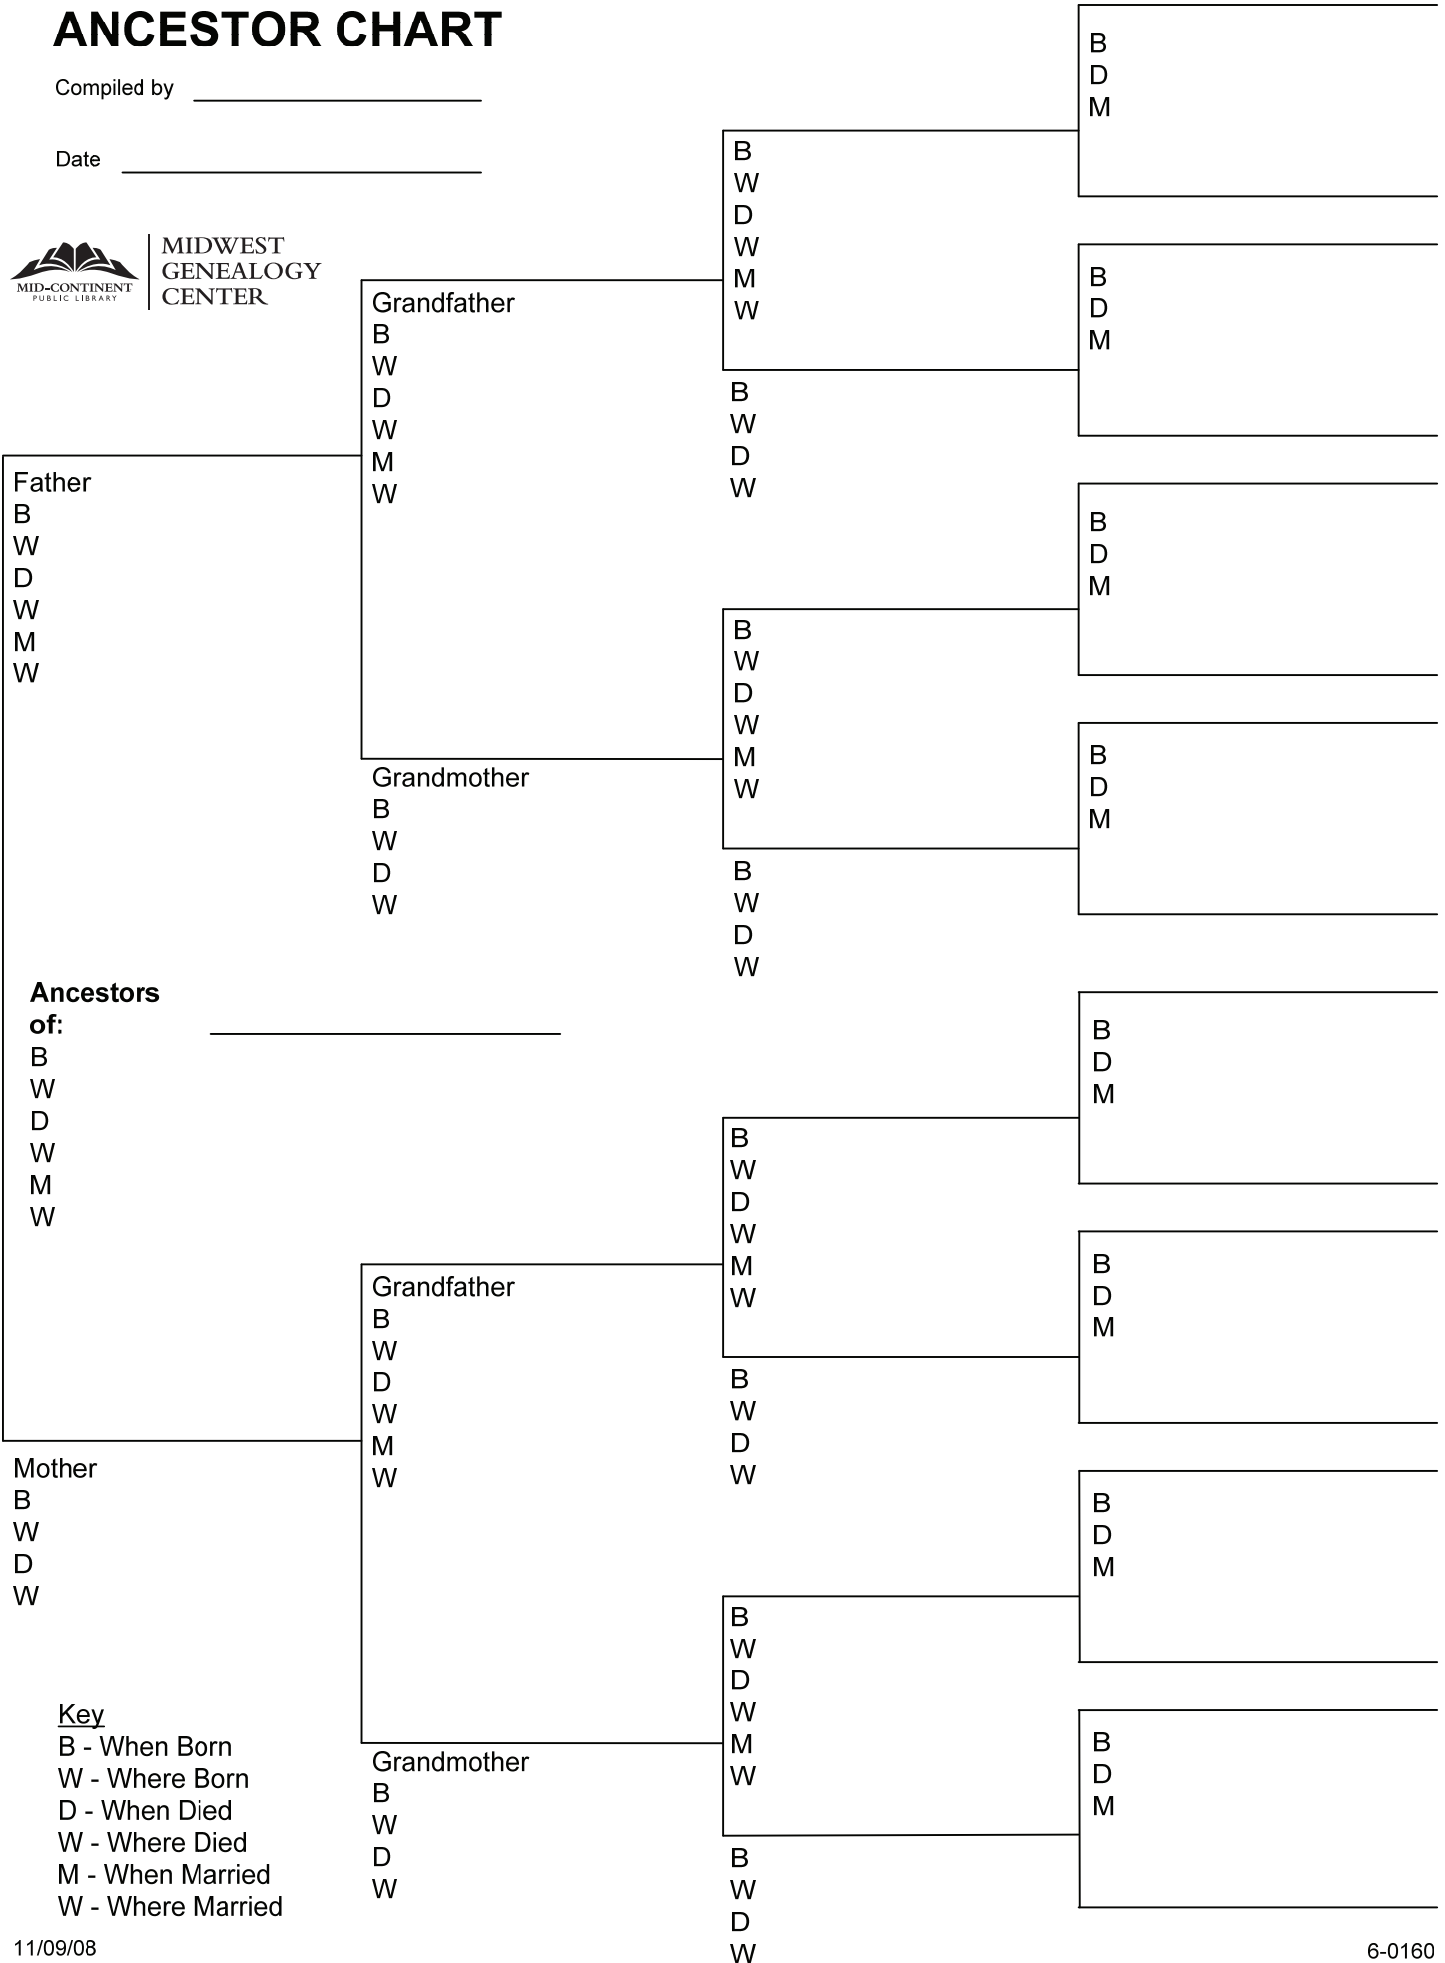 ANCESTOR CHART
Compiled by
Date
MID-CONTINENT
PUBLIC LIBRARY
MIDWEST
GENEALOGY
CENTER
Father
B
W
D
W
M
W
Ancestors
of:
B
W
D
W
M
W
Mother
B
W
D
W
Key
B - When Born
W - Where Born
D - When Died
W - Where Died
M - When Married
W - Where Married
11/09/08
Grandfather
B
W
D
W
M
W
Grandmother
B
W
D
W
Grandfather
B
W
D
W
M
W
Grandmother
B
W
D
W
B
W
D
W
M
W
B
W
D
W
B
W
D
W
M
W
B
W
D
W
B
W
D
W
M
W
B
W
D
W
B
W
D
W
M
W
B
W
D
W
B
D
M
B
D
M
B
D
M
B
D
M
B
D
M
B
D
M
B
D
M
B
D
M
6-0160